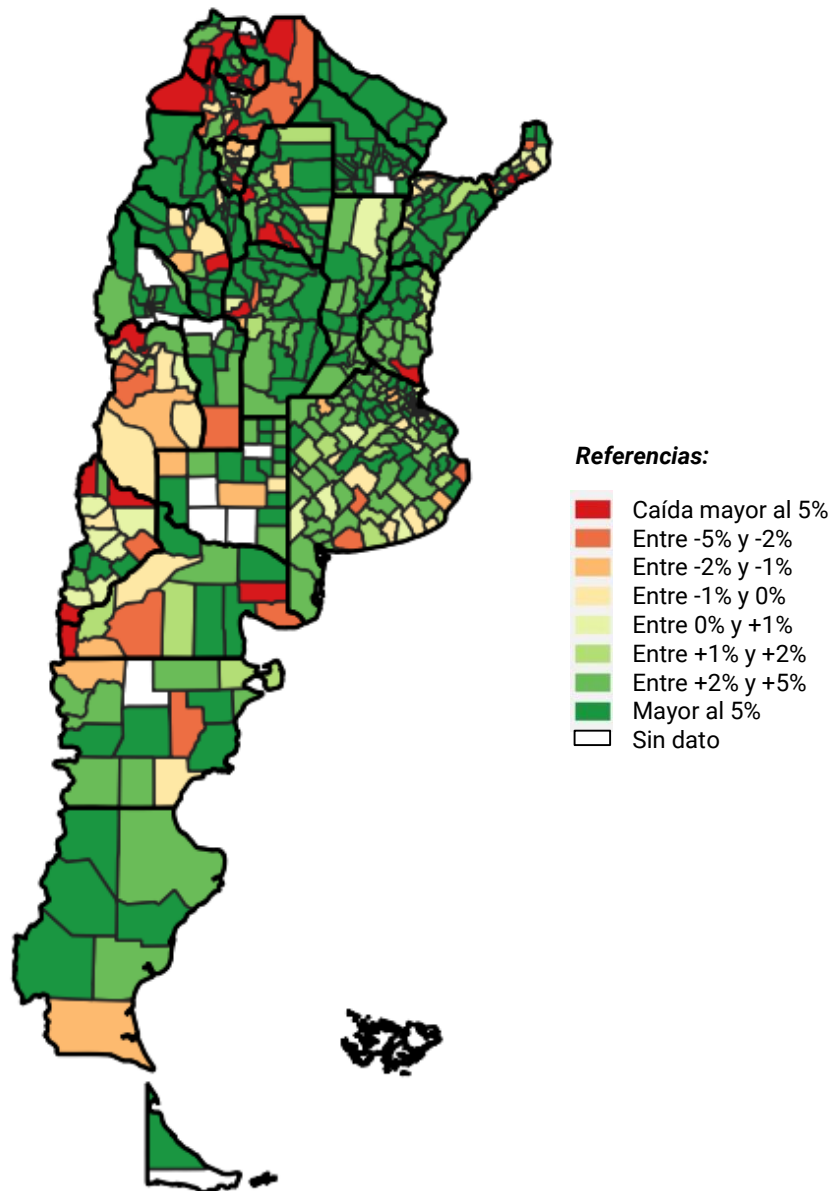 Referencias:
Caída mayor al 5%
Entre -5% y -2%
Entre -2% y -1%
Entre -1% y 0%
Entre 0% y +1%
Entre +1% y +2%
Entre +2% y +5%
Mayor al 5%
Sin dato